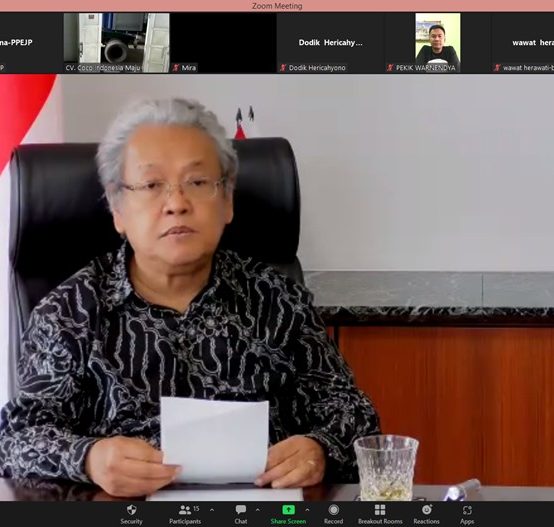 Zoom Meeting
na-PPEJP
Dodik Hericahy...
wawat hera
P
CV. Coco Indonesia Maju
Mira
Dodik Hericahyono
PEKIK WARNENDYA
wawat herawati-b
Security
Participants
15
Chat
Share Screen
Record
Breakout Rooms
Reactions
Apps